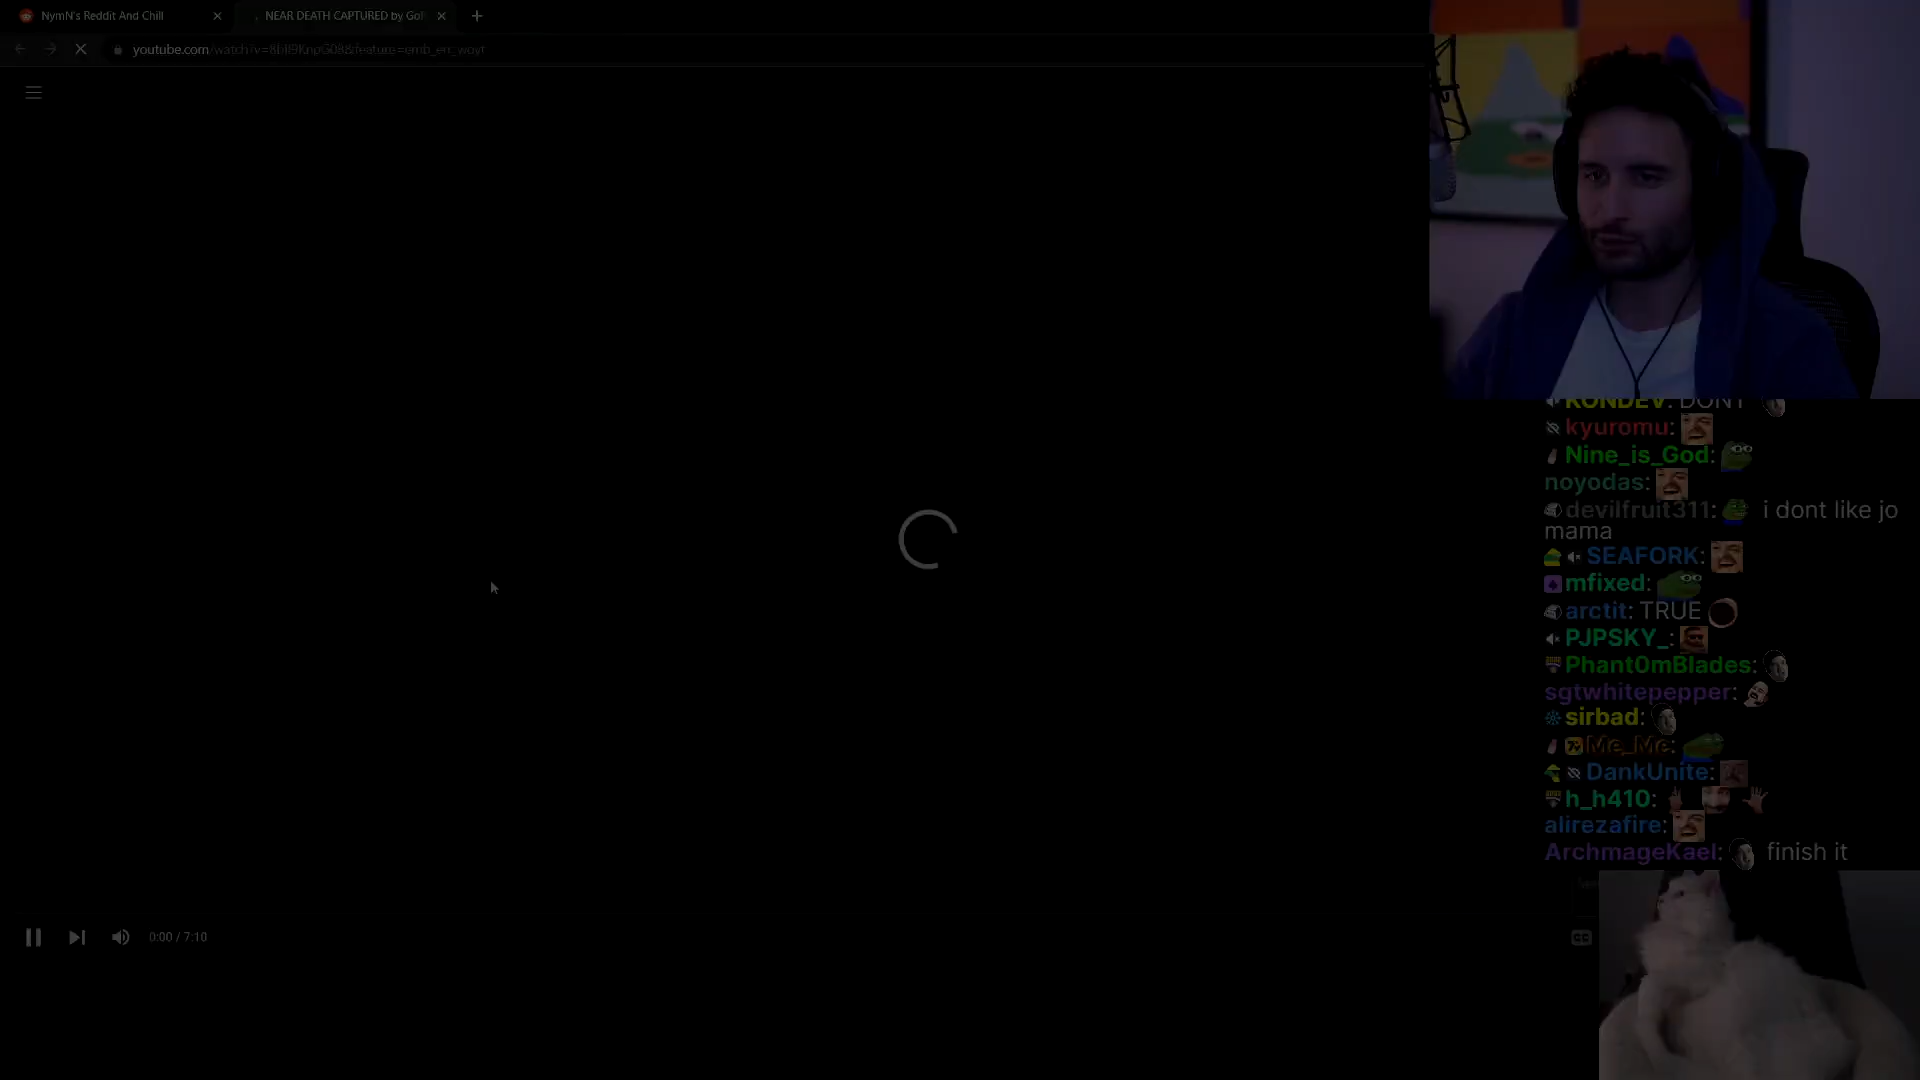 NymN's Reddit And Chill
NEAR DEATH CAPTURED by Go
KONDEV: DONT
kyuromu:
Nine_is_God:
noyodas:
devilfruit311: i dont like jo
mama
SEAFORK:
mfixed:
arctit: TRUE
PJPSKY_:
Phant0mBlades:
sgtwhitepepper:
sirbad:
Me_Me:
DankUnite:
h_h410:
alirezafire:
ArchmageKael: finish it
0:00 / 7:10
CC